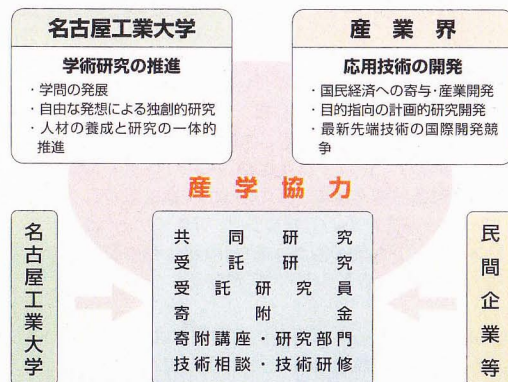 名古屋工業大学
学術研究の推進
・学問の発展
・自由な発想による独創的研究
・人材の養成と研究の一体的
推進
産業界
応用技術の開発
・国民経済への寄与・産業開発
・目的指向の計画的研究開発
・最新先端技術の国際開発競
争
産学協力
名古屋工業大学
共同研究
受託研究
受託研究員
寄附金
寄附講座・研究部門
技術相談・技術研修
民間企業等